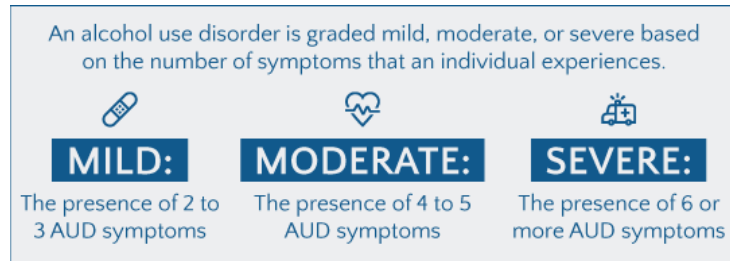 An alcohol use disorder is graded mild, moderate, or severe based
on the number of symptoms that an individual experiences.
MILD:
The presence of 2 to
3 AUD symptoms
MODERATE:
The presence of 4 to 5
AUD symptoms
SEVERE:
The presence of 6 or
more AUD symptoms